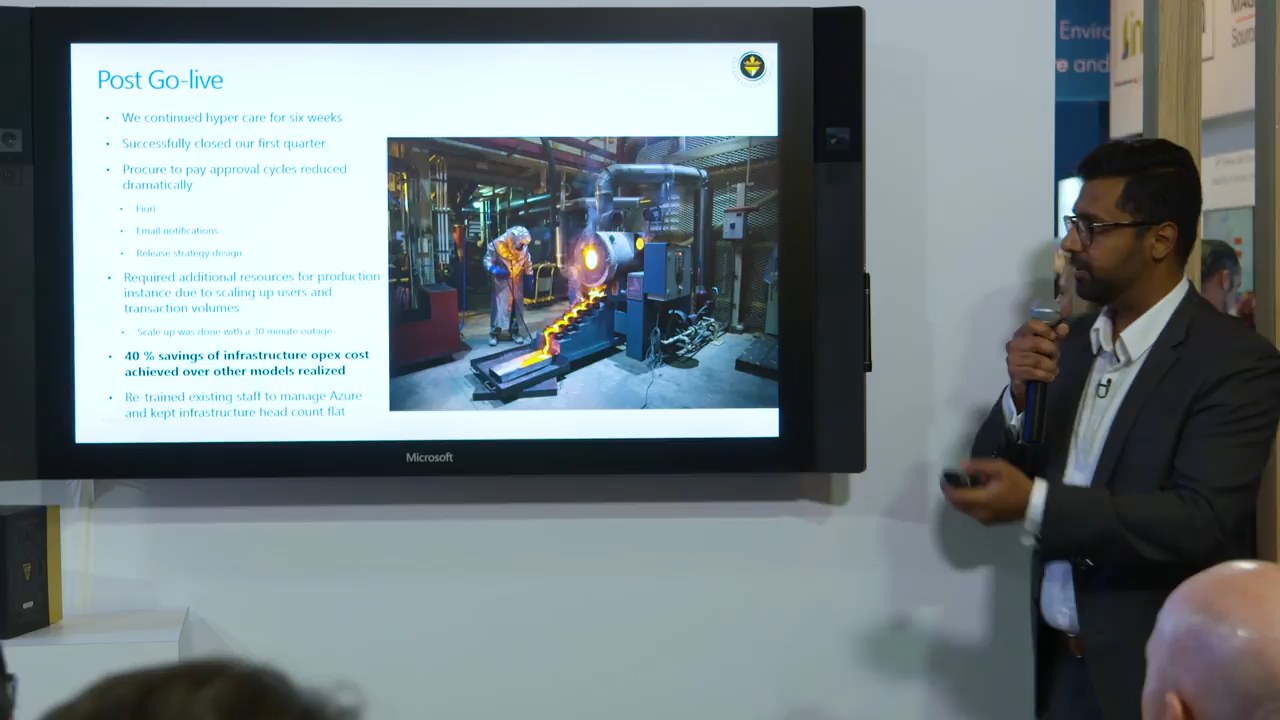 Post Go-live
• We continued hyper care for six weeks
• Successfully closed our first quarter
• Procure to pay approval cycles reduced
dramatically
• Fiori
• Email notifications
• Release strategy design
• Required additional resources for production
instance due to scaling up users and
transaction volumes
• Scale up was done with a 30 minute outage
• 40 % savings of infrastructure opex cost
achieved over other models realized
• Re-trained existing staff to manage Azure
and kept infrastructure head count flat
Microsoft
e and